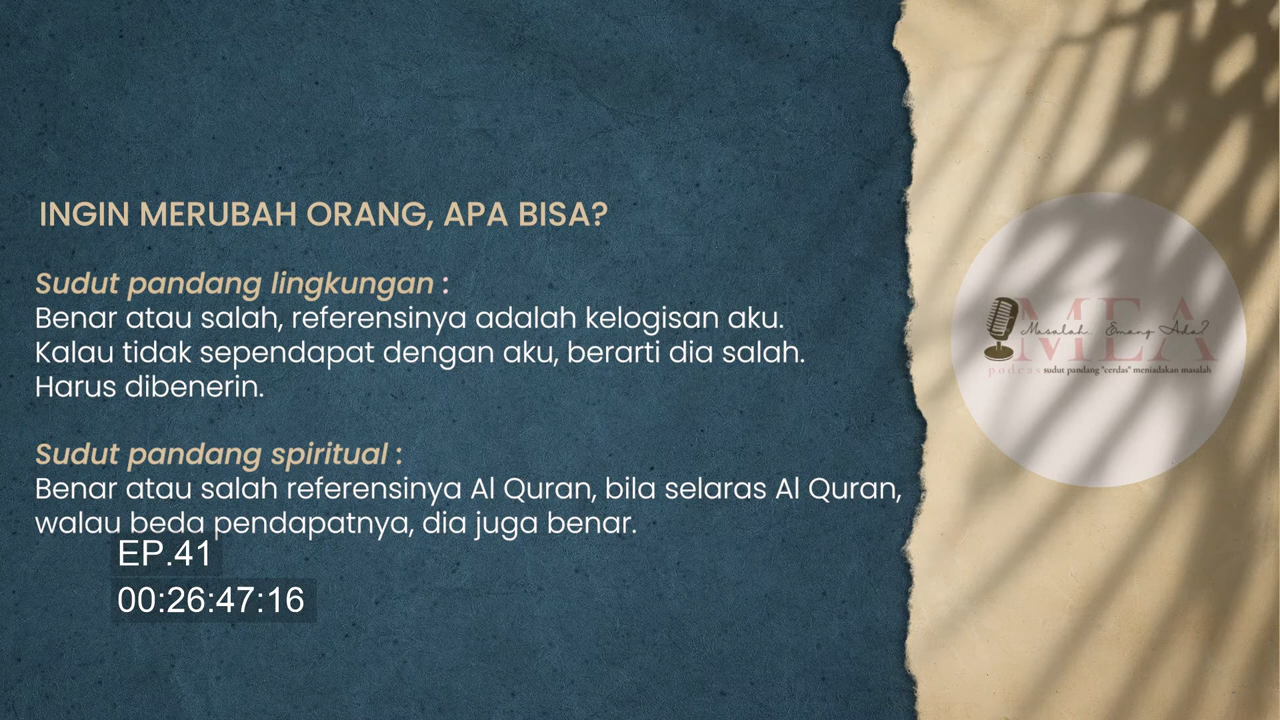 INGIN MERUBAH ORANG, APA BISA?
Sudut pandang lingkungan :
Benar atau salah, referensinya adalah kelogisan aku.
Kalau tidak sependapat dengan aku, berarti dia salah.
Harus dibenerin.
Sudut pandang spiritual :
Benar atau salah referensinya Al Quran, bila selaras Al Quran,
walau beda pendapatnya, dia juga benar.
EP.41
00:26:47:16
MEA
Masalah.. Emang Ada?
podcas sudut pandang "cerdas" meniadakan masalah